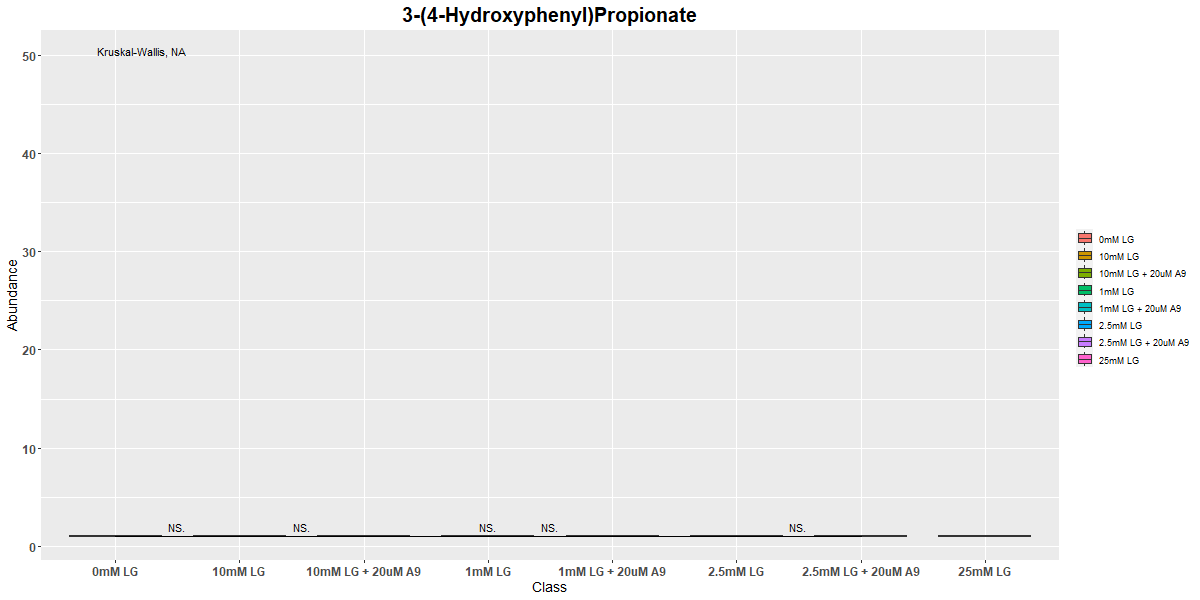 3-(4-Hydroxyphenyl)Propionate
Kruskal-Wallis, NA
50
40
30
20
10
0
Abundance
NS.
NS.
NS.
NS.
NS.
0mM LG
10mM LG
10mM LG + 20uM A9
1mM LG
1mM LG + 20uM A9
2.5mM LG
2.5mM LG + 20uM A9
25mM LG
Class
0mM LG
10mM LG
10mM LG + 20uM A9
1mM LG
1mM LG + 20uM A9
2.5mM LG
2.5mM LG + 20uM A9
25mM LG